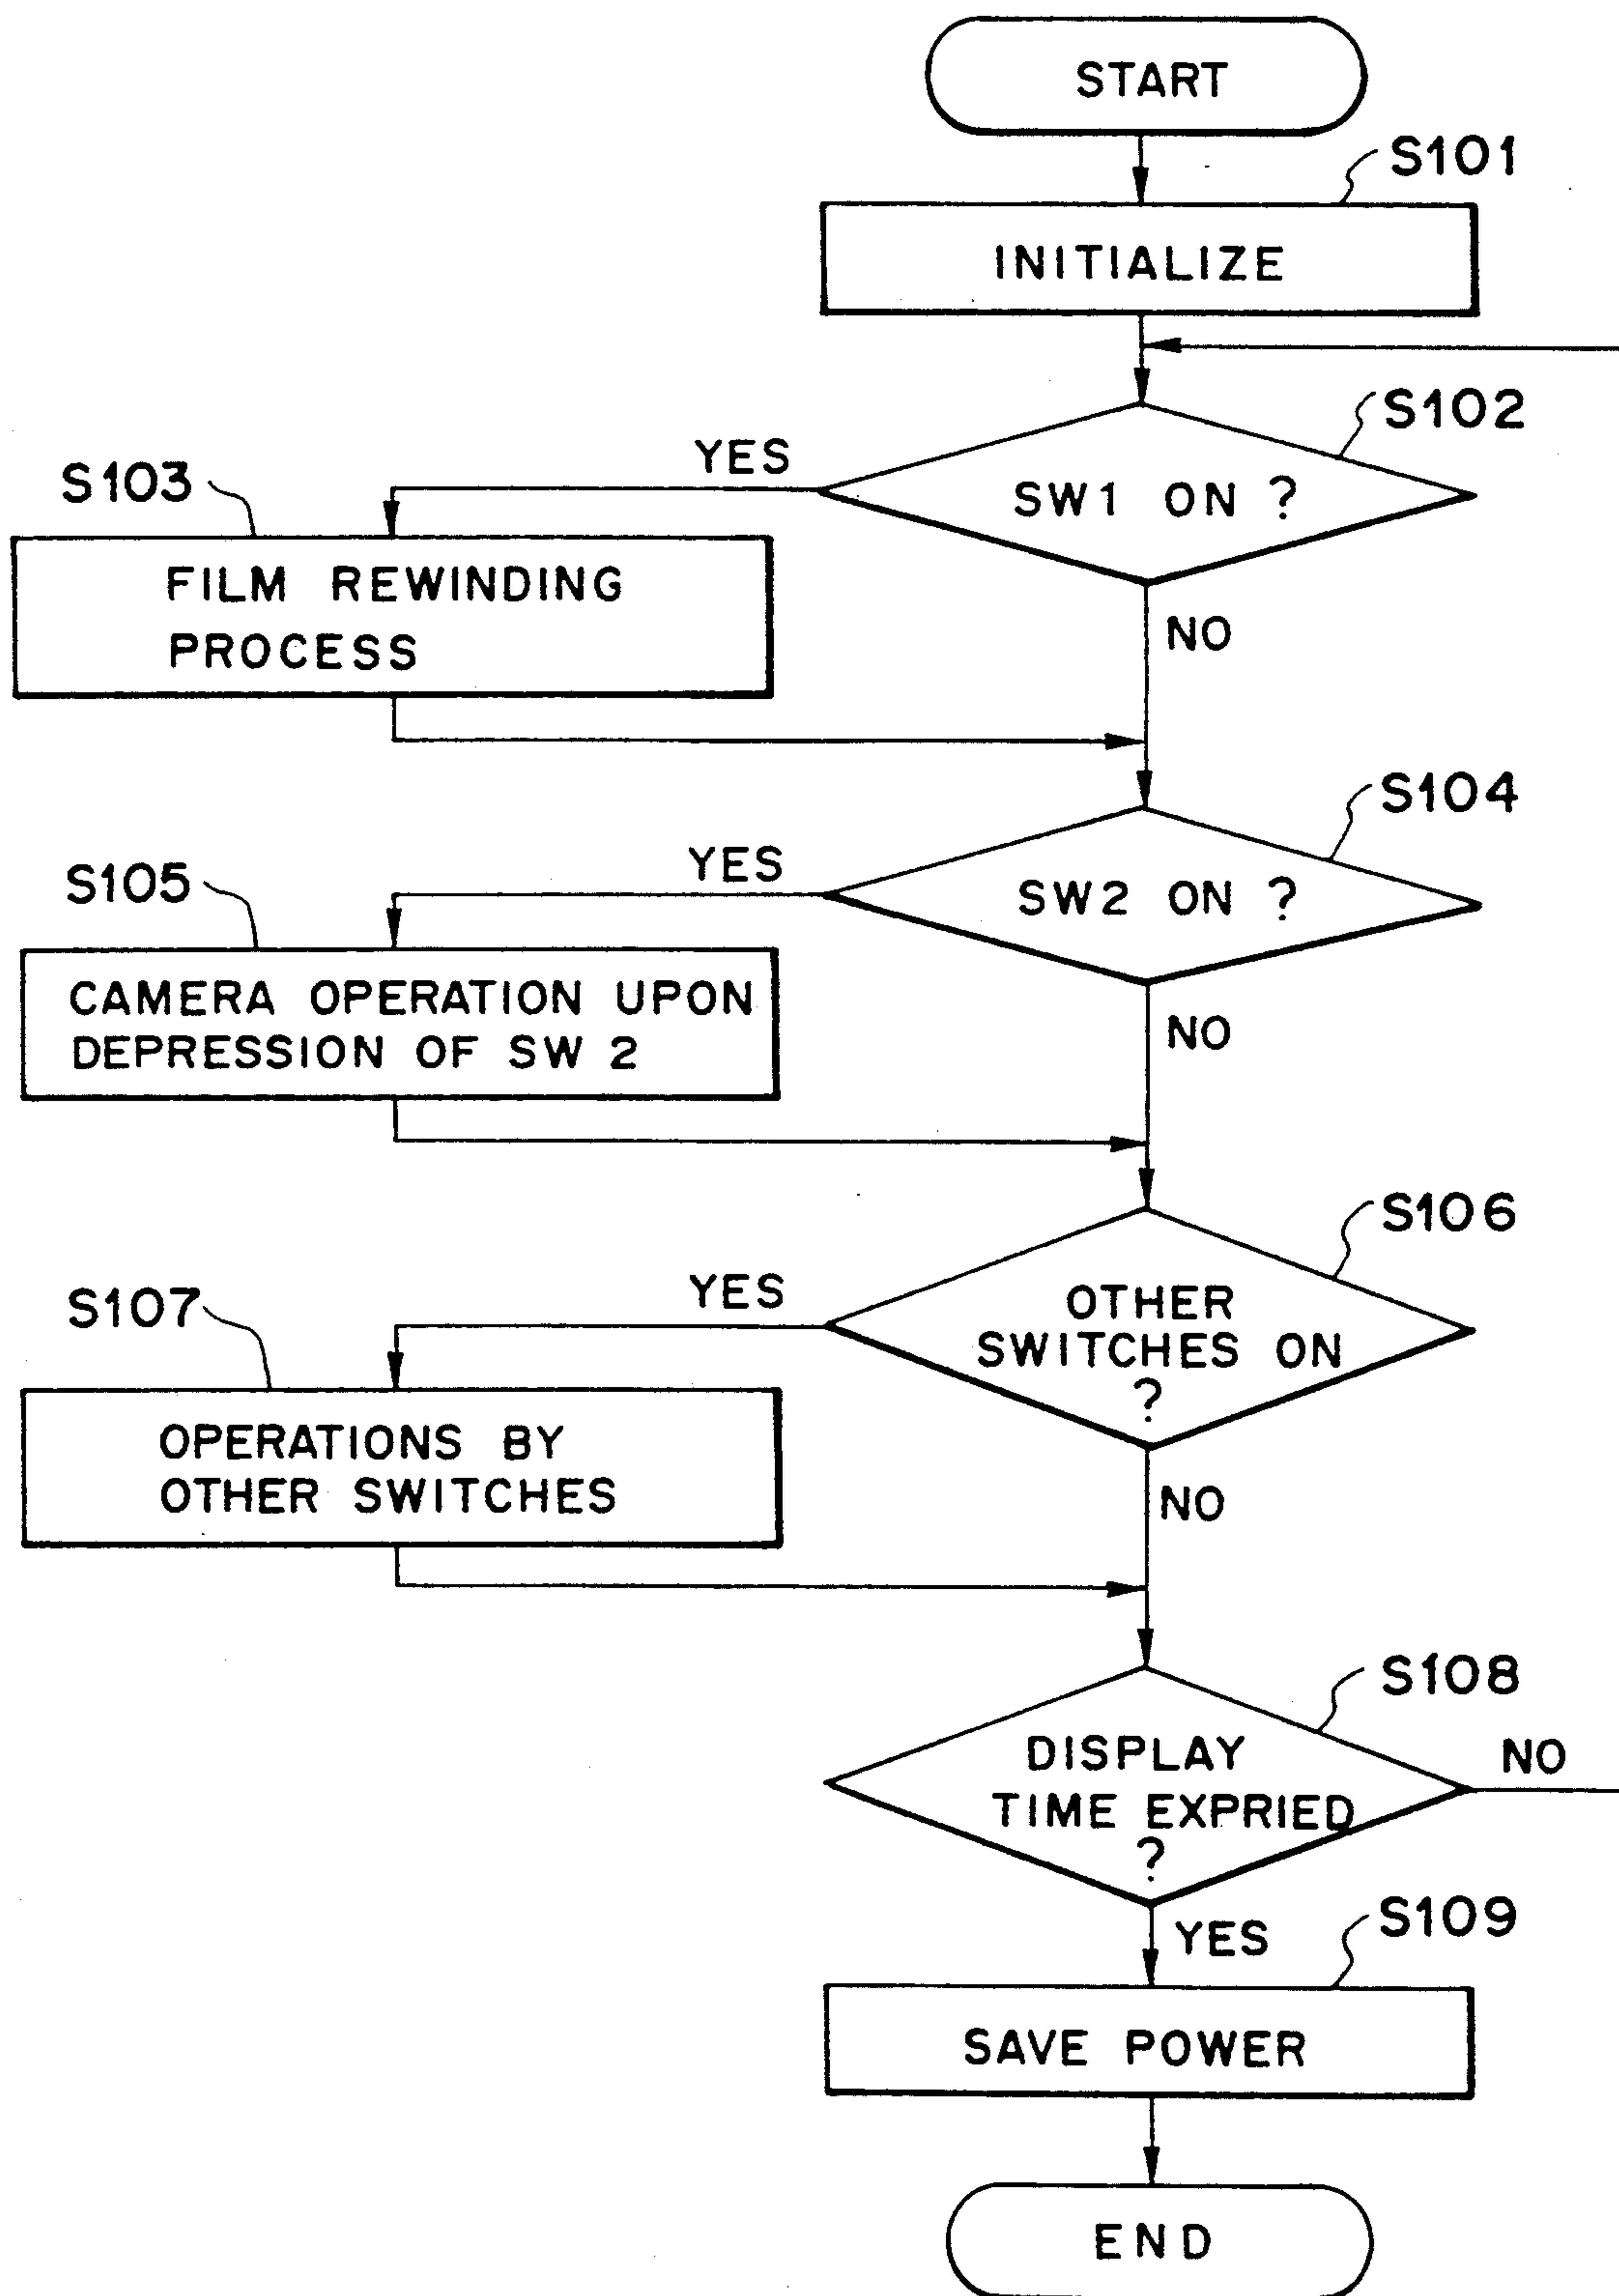 START
S101
INITIALIZE
S102
YES
SW1 ON ?
S103
FILM REWINDING
PROCESS
NO
S104
YES
SW2 ON ?
S105
CAMERA OPERATION UPON
DEPRESSION OF SW 2
NO
S106
YES
OTHER
SWITCHES ON
?
S107
OPERATIONS BY
OTHER SWITCHES
NO
S108
DISPLAY
TIME EXPRIED
?
NO
YES
S109
SAVE POWER
END